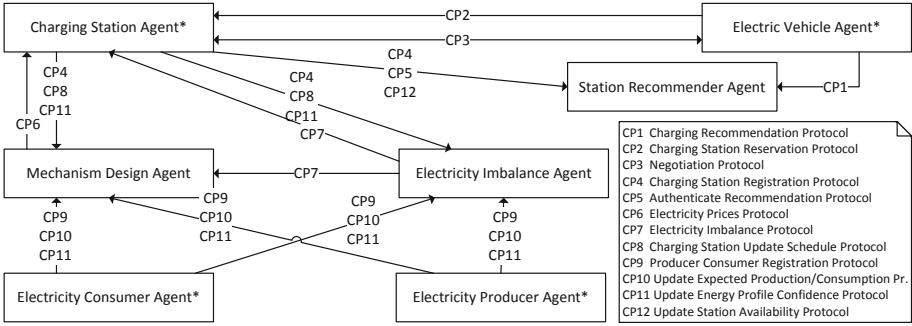 Charging Station Agent*
CP2
Electric Vehicle Agent*
CP3
CP4
CP5
CP12
CP4
CP8
CP11
CP6
CP4
CP8
CP11
CP7
Station Recommender Agent
CP1
Mechanism Design Agent
CP7
Electricity Imbalance Agent
CP9
CP10
CP11
CP9
CP10
CP11
CP9
CP10
CP11
CP9
CP10
CP11
Electricity Consumer Agent*
Electricity Producer Agent*
CP1 Charging Recommendation Protocol
CP2 Charging Station Reservation Protocol
CP3 Negotiation Protocol
CP4 Charging Station Registration Protocol
CP5 Authenticate Recommendation Protocol
CP6 Electricity Prices Protocol
CP7 Electricity Imbalance Protocol
CP8 Charging Station Update Schedule Protocol
CP9 Producer Consumer Registration Protocol
CP10 Update Expected Production/Consumption Pr.
CP11 Update Energy Profile Confidence Protocol
CP12 Update Station Availability Protocol